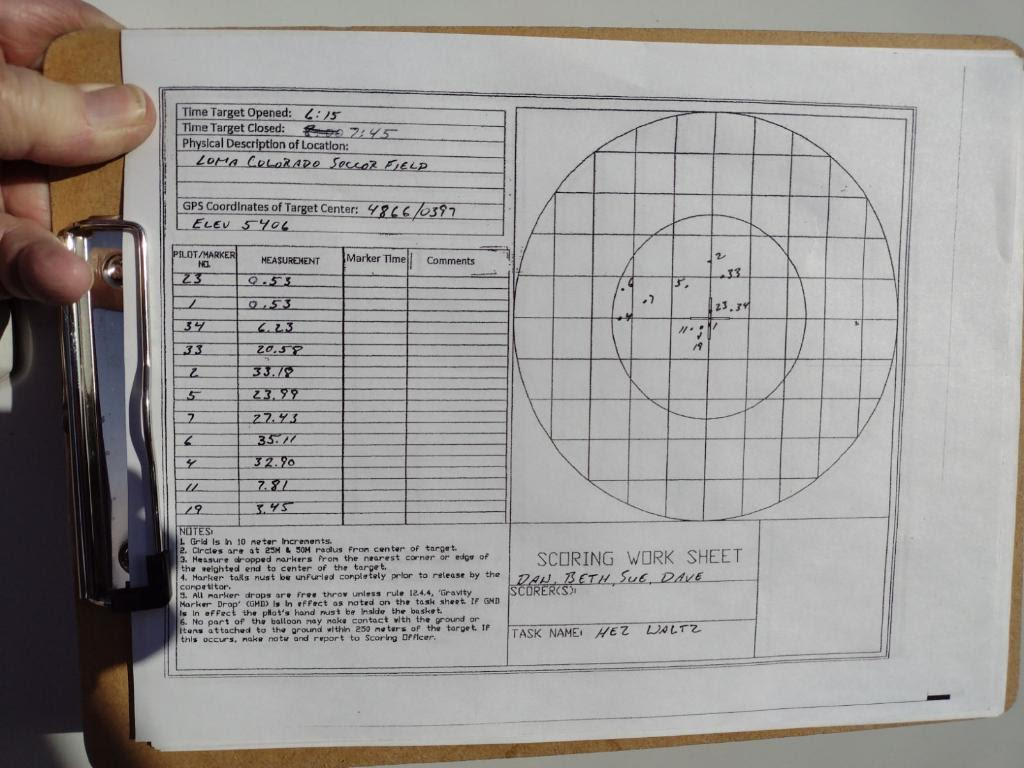 Time Target Opened: 6:15
Time Target Closed: 7:45
Physical Description of Location:
LOMA COLORADO SOCCOR FIELD
GPS Coordinates of Target Center: 4866/0397
ELEV 5406
PILOT/MARKER NO. MEASUREMENT Marker Time Comments
23 0.53
1 0.53
34 6.23
33 20.58
2 33.18
5 23.99
7 27.43
6 35.11
4 32.90
11 7.81
19 3.45
NOTES:
1. Grid is in 10 meter increments.
2. Circles are at 25M & 50M radius from center of target.
3. Measure dropped markers from the nearest corner or edge of
the weighted end to center of the target.
4. Marker tails must be unfurled completely prior to release by the
competitor.
5. All marker drops are free throw unless rule 12.4.4, 'Gravity
Marker Drop' (GMD) is in effect as noted on the task sheet. If GMD
is in effect the pilot's hand must be inside the basket.
6. No part of the balloon may make contact with the ground or
items attached to the ground within 250 meters of the target. If
this occurs, make note and report to Scoring Officer.
2
33
6
5
7
23 34
4
11
1
19
SCORING WORK SHEET
DAN, BETH, SUE, DAVE
SCORER(S):
TASK NAME: HEZ WALTZ